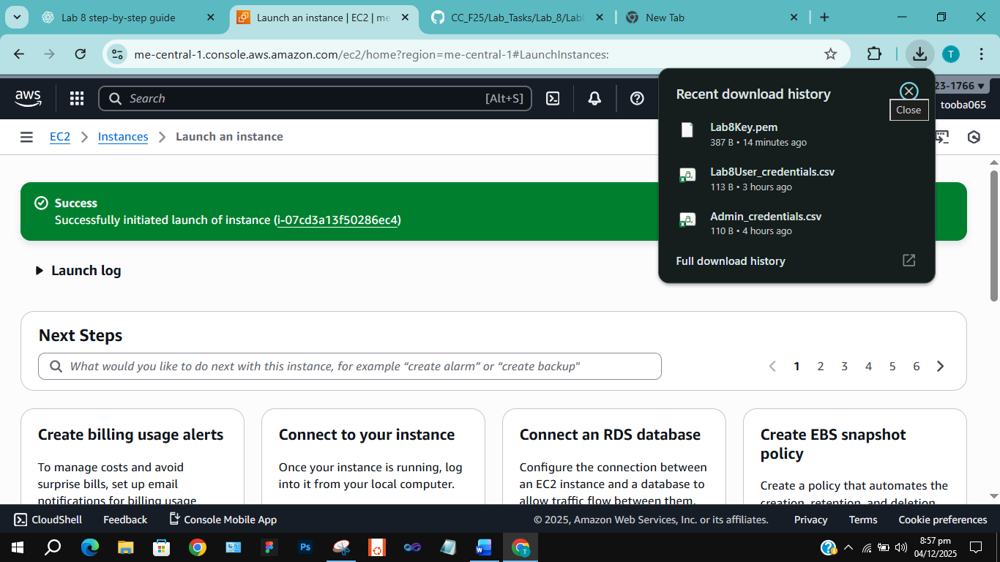 Lab 8 step-by-step guide
Launch an instance | EC2 | me
CC_F25/Lab_Tasks/Lab_8/Lab8
New Tab
me-central-1.console.aws.amazon.com/ec2/home?region=me-central-1#LaunchInstances:
T
aws
Search
[Alt+S]
23-1766
tooba065
EC2
Instances
Launch an instance
Recent download history
Close
Lab8Key.pem
387 B • 14 minutes ago
Lab8User_credentials.csv
113 B • 3 hours ago
Admin_credentials.csv
110 B • 4 hours ago
Full download history
Success
Successfully initiated launch of instance (i-07cd3a13f50286ec4)
Launch log
Next Steps
What would you like to do next with this instance, for example “create alarm” or “create backup"
1 2 3 4 5 6
Create billing usage alerts
To manage costs and avoid
surprise bills, set up email
notifications for billing usage
Connect to your instance
Once your instance is running, log
into it from your local computer.
Connect an RDS database
Configure the connection between
an EC2 instance and a database to
allow traffic flow between them.
Create EBS snapshot
policy
Create a policy that automates the
creation, retention, and deletion
CloudShell
Feedback
Console Mobile App
© 2025, Amazon Web Services, Inc. or its affiliates.
Privacy
Terms
Cookie preferences
Ps
T
8:57 pm
04/12/2025